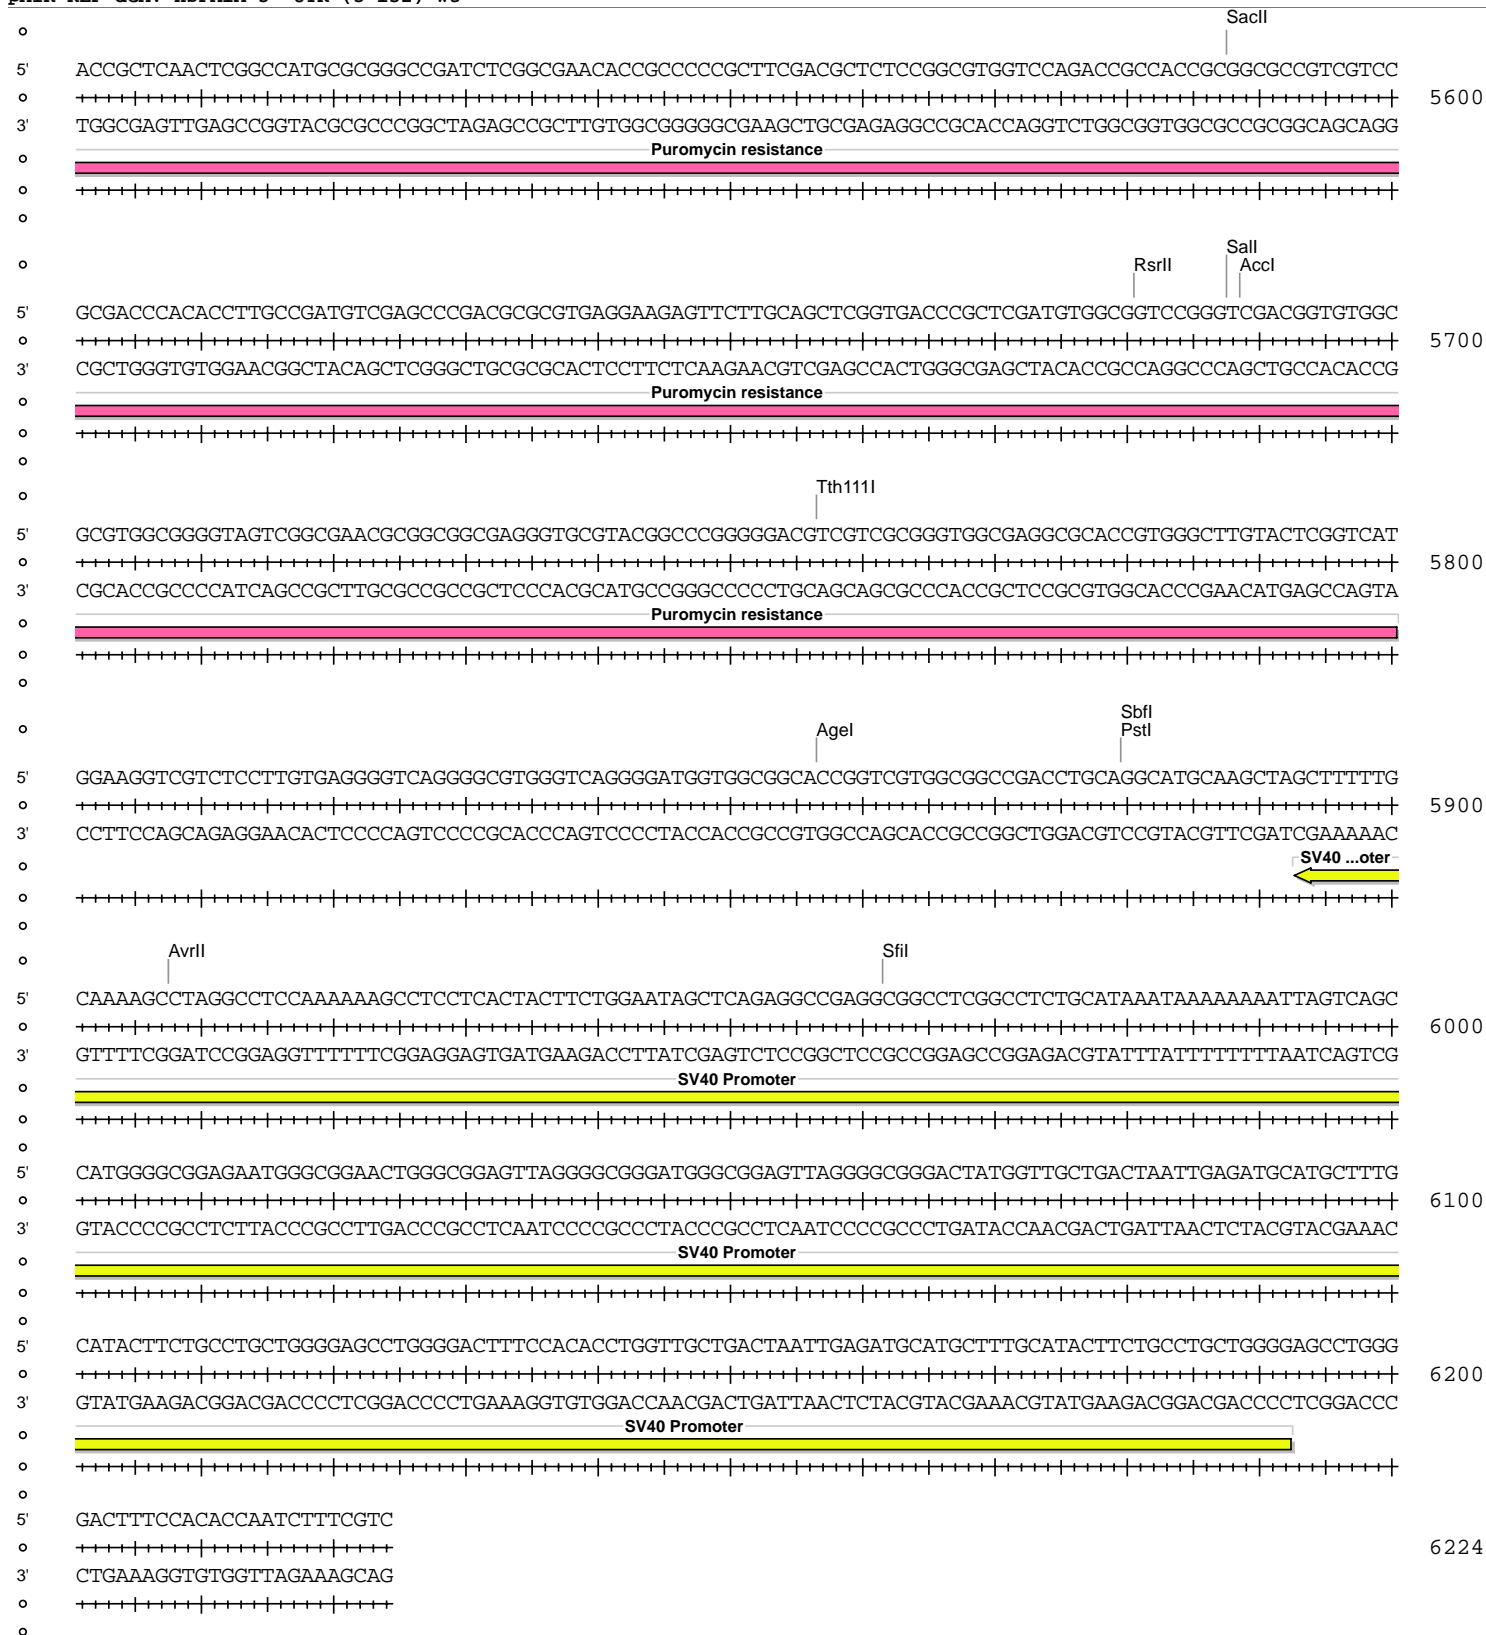 SacII
5' ACCGCTCAACTCGGCCATGCGCGGGCCGATCTCGGCGAACACCGCCCCCGCTTCGACGCTCTCCGGCGTGGTCCAGACCGCCACCGCGGCGCCGTCGTCC
5600
3' TGGCGAGTTGAGCCGGTACGCGCCCGGCTAGAGCCGCTTGTGGCGGGGGCGAAGCTGCGAGAGGCCGCACCAGGTCTGGCGGTGGCGCCGCGGCAGCAGG
Puromycin resistance
SalI
RsrII AccI
5' GCGACCCACACCTTGCCGATGTCGAGCCCGACGCGCGTGAGGAAGAGTTCTTGCAGCTCGGTGACCCGCTCGATGTGGCGGTCCGGGTCGACGGTGTGGC
5700
3' CGCTGGGTGTGGAACGGCTACAGCTCGGGCTGCGCGCACTCCTTCTCAAGAACGTCGAGCCACTGGGCGAGCTACACCGCCAGGCCCAGCTGCCACACCG
Puromycin resistance
Tth111I
5' GCGTGGCGGGGTAGTCGGCGAACGCGGCGGCGAGGGTGCGTACGGCCCGGGGGACGTCGTCGCGGGTGGCGAGGCGCACCGTGGGCTTGTACTCGGTCAT
5800
3' CGCACCGCCCCATCAGCCGCTTGCGCCGCCGCTCCCACGCATGCCGGGCCCCCTGCAGCAGCGCCCACCGCTCCGCGTGGCACCCGAACATGAGCCAGTA
Puromycin resistance
SbfI
AgeI PstI
5' GGAAGGTCGTCTCCTTGTGAGGGGTCAGGGGCGTGGGTCAGGGGATGGTGGCGGCACCGGTCGTGGCGGCCGACCTGCAGGCATGCAAGCTAGCTTTTTG
5900
3' CCTTCCAGCAGAGGAACACTCCCCAGTCCCCGCACCCAGTCCCCTACCACCGCCGTGGCCAGCACCGCCGGCTGGACGTCCGTACGTTCGATCGAAAAAC
SV40 ...oter
AvrII SfiI
5' CAAAAGCCTAGGCCTCCAAAAAAGCCTCCTCACTACTTCTGGAATAGCTCAGAGGCCGAGGCGGCCTCGGCCTCTGCATAAATAAAAAAAATTAGTCAGC
6000
3' GTTTTCGGATCCGGAGGTTTTTTCGGAGGAGTGATGAAGACCTTATCGAGTCTCCGGCTCCGCCGGAGCCGGAGACGTATTTATTTTTTTTAATCAGTCG
SV40 Promoter
5' CATGGGGCGGAGAATGGGCGGAACTGGGCGGAGTTAGGGGCGGGATGGGCGGAGTTAGGGGCGGGACTATGGTTGCTGACTAATTGAGATGCATGCTTTG
6100
3' GTACCCCGCCTCTTACCCGCCTTGACCCGCCTCAATCCCCGCCCTACCCGCCTCAATCCCCGCCCTGATACCAACGACTGATTAACTCTACGTACGAAAC
SV40 Promoter
5' CATACTTCTGCCTGCTGGGGAGCCTGGGGACTTTCCACACCTGGTTGCTGACTAATTGAGATGCATGCTTTGCATACTTCTGCCTGCTGGGGAGCCTGGG
6200
3' GTATGAAGACGGACGACCCCTCGGACCCCTGAAAGGTGTGGACCAACGACTGATTAACTCTACGTACGAAACGTATGAAGACGGACGACCCCTCGGACCC
SV40 Promoter
5' GACTTTCCACACCAATCTTTCGTC
6224
3' CTGAAAGGTGTGGTTAGAAAGCAG